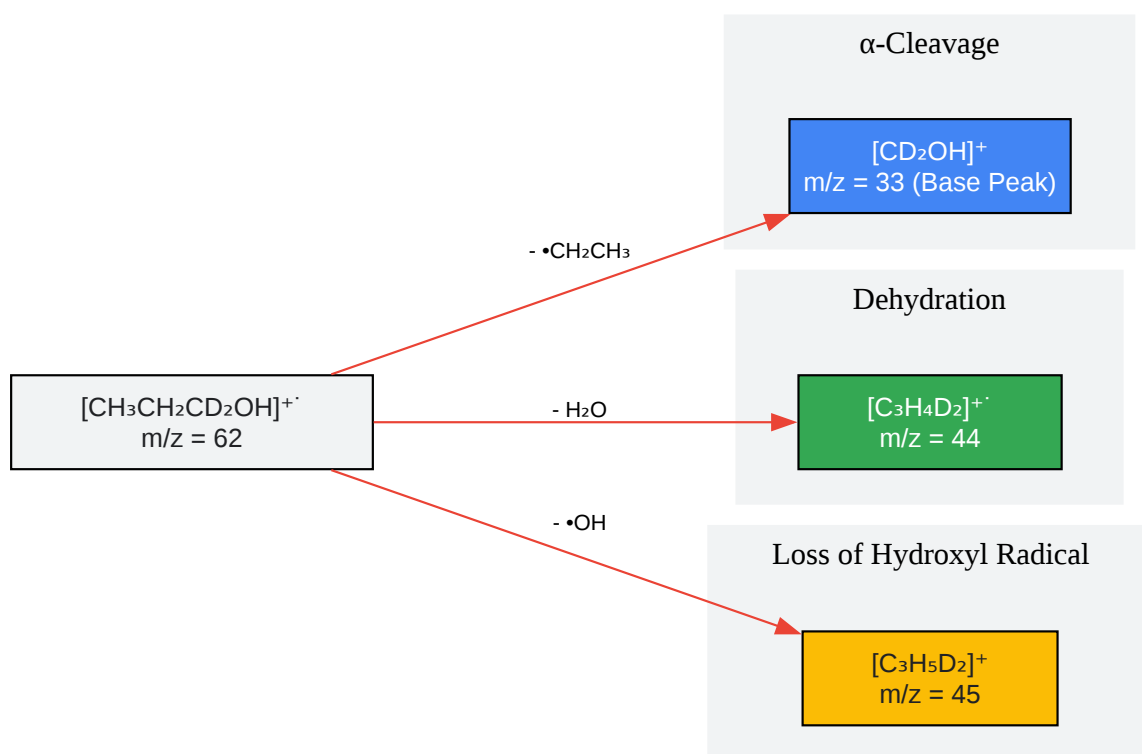 α-Cleavage
[CD₂OH]⁺
m/z = 33 (Base Peak)
- •CH₂CH₃
Dehydration
[CH₃CH₂CD₂OH]⁺˙
m/z = 62
- H₂O
[C₃H₄D₂]⁺˙
m/z = 44
- •OH
Loss of Hydroxyl Radical
[C₃H₅D₂]⁺
m/z = 45